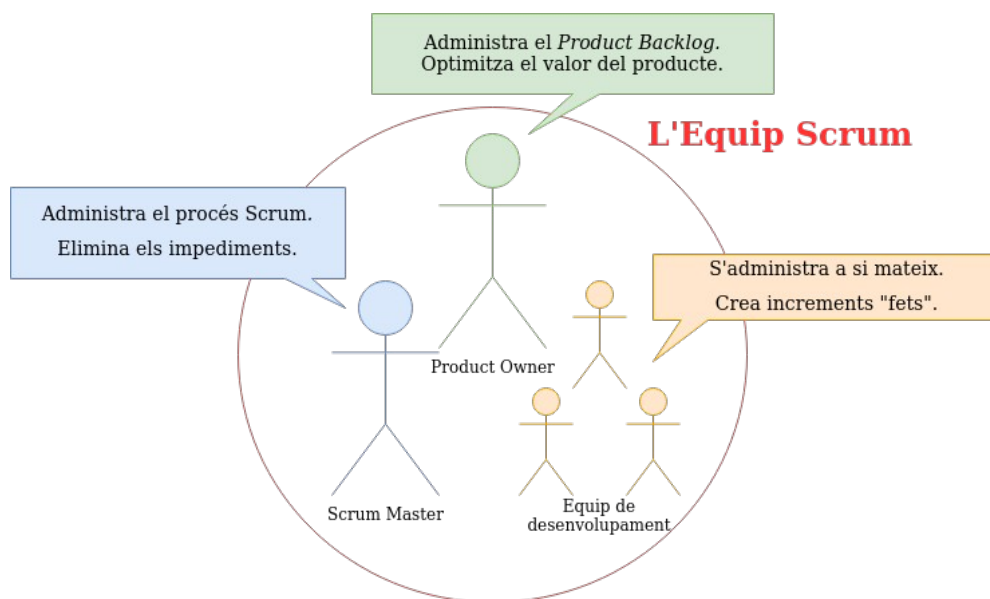 Administra el Product Backlog.
Optimitza el valor del producte.
L'Equip Scrum
Administra el procés Scrum.
Elimina els impediments.
S'administra a si mateix.
Crea increments "fets".
Product Owner
Scrum Master
Equip de
desenvolupament